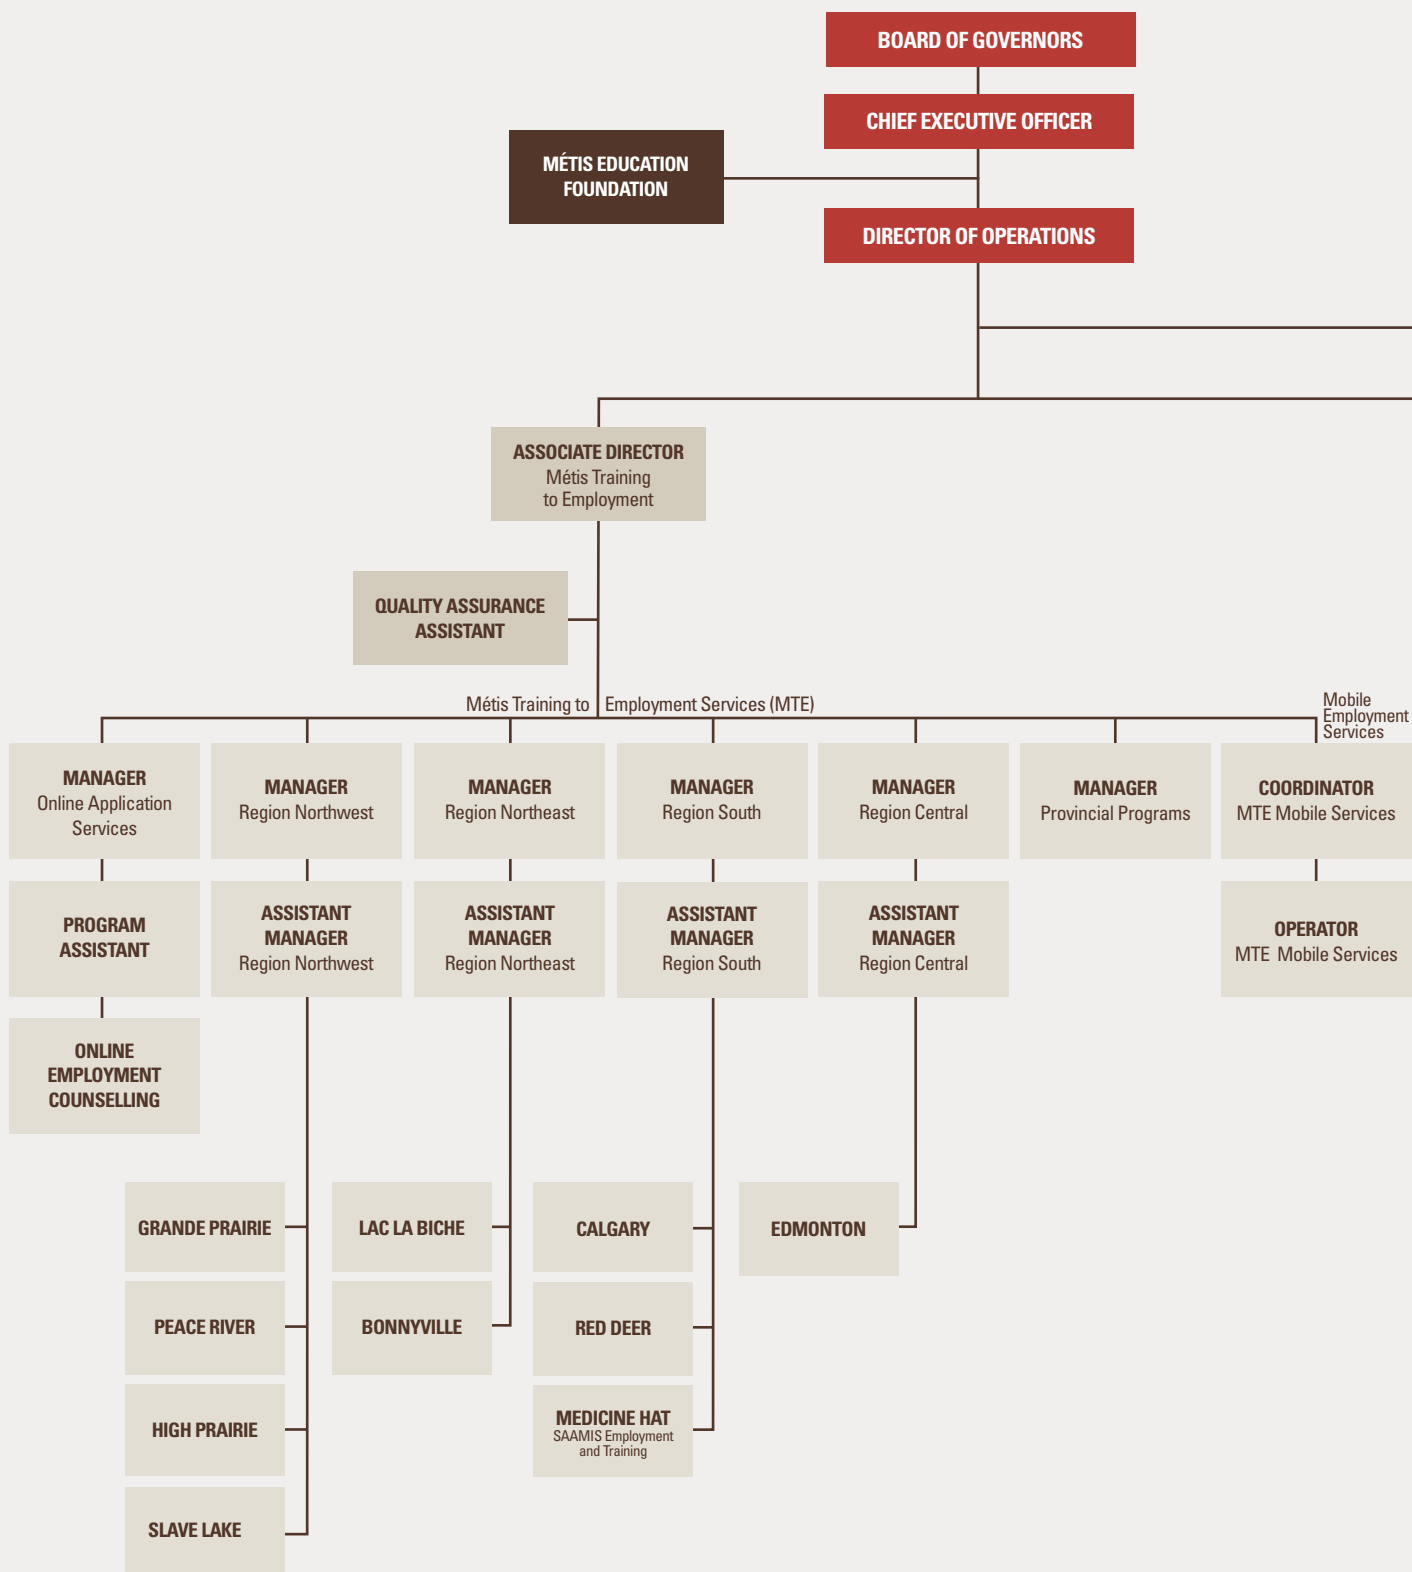 BOARD OF GOVERNORS
CHIEF EXECUTIVE OFFICER
MÉTIS EDUCATION
FOUNDATION
DIRECTOR OF OPERATIONS
ASSOCIATE DIRECTOR
Métis Training
to Employment
QUALITY ASSURANCE
ASSISTANT
Métis Training to Employment Services (MTE)
Mobile
Employment
Services
MANAGER
Online Application
Services
MANAGER
Region Northwest
MANAGER
Region Northeast
MANAGER
Region South
MANAGER
Region Central
MANAGER
Provincial Programs
COORDINATOR
MTE Mobile Services
PROGRAM
ASSISTANT
ASSISTANT
MANAGER
Region Northwest
ASSISTANT
MANAGER
Region Northeast
ASSISTANT
MANAGER
Region South
ASSISTANT
MANAGER
Region Central
OPERATOR
MTE Mobile Services
ONLINE
EMPLOYMENT
COUNSELLING
GRANDE PRAIRIE
LAC LA BICHE
CALGARY
EDMONTON
PEACE RIVER
BONNYVILLE
RED DEER
HIGH PRAIRIE
MEDICINE HAT
SAAMIS Employment
and Training
SLAVE LAKE